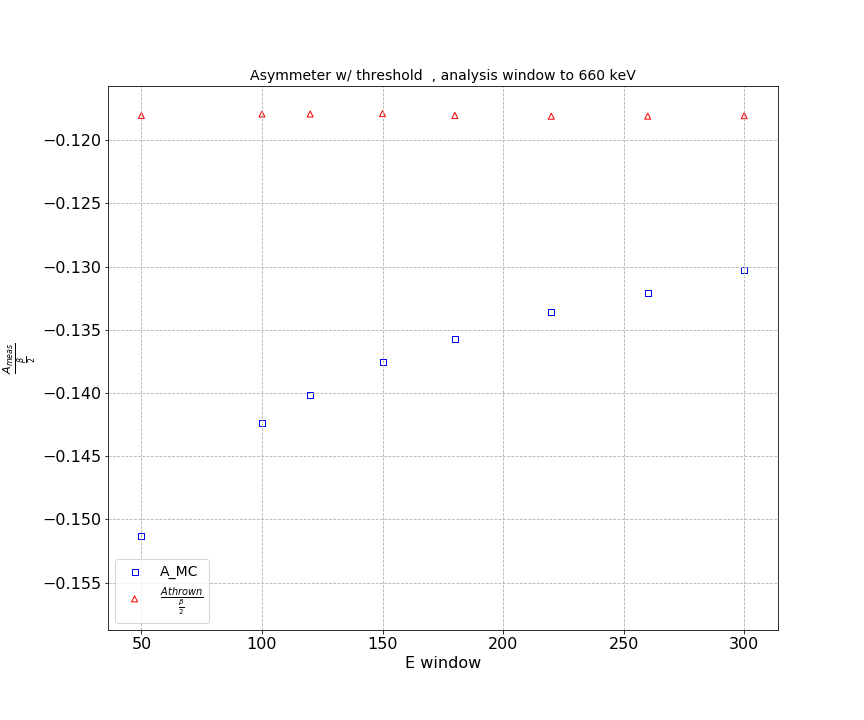 Asymmeter w/ threshold , analysis window to 660 keV
−0.120
−0.125
−0.130
−0.135
−0.140
−0.145
−0.150
−0.155
A_meas / β / 2
A_MC
Athrown / β / 2
50 100 150 200 250 300
E window